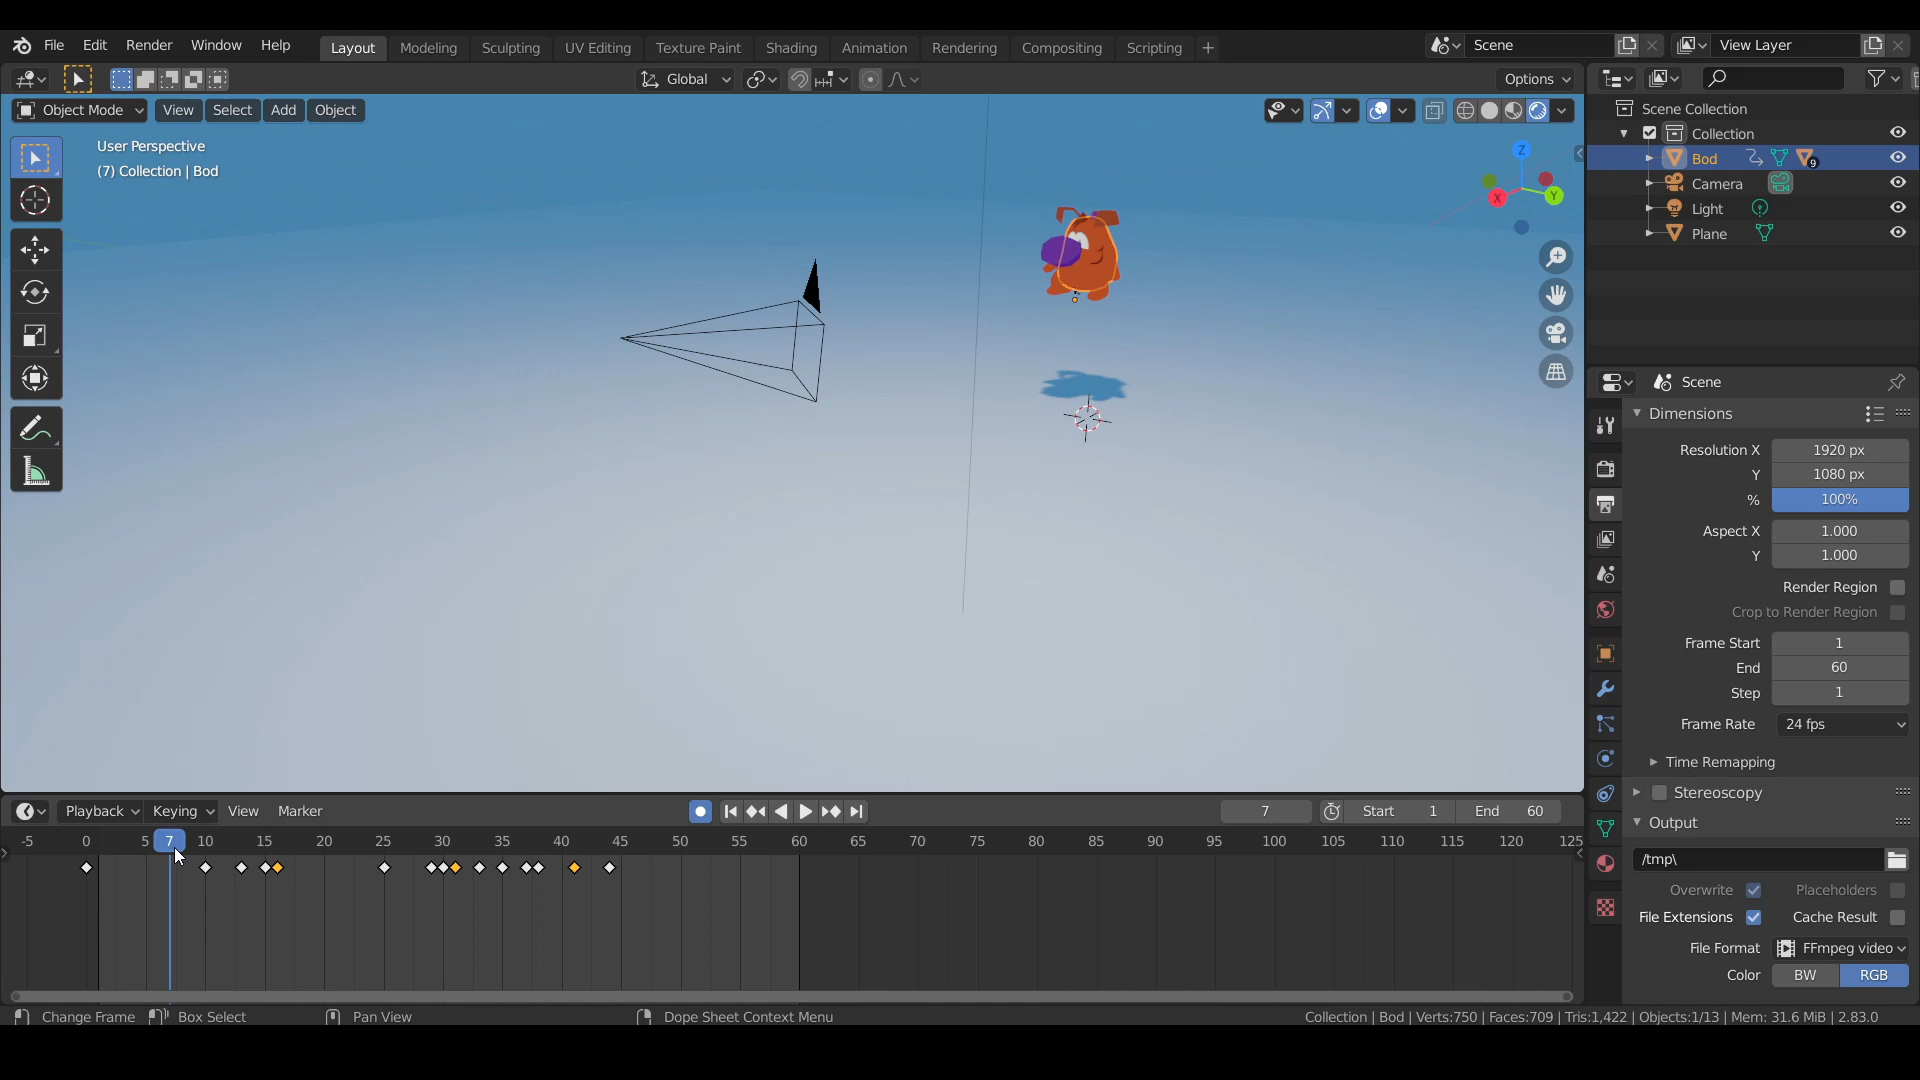 File Edit Render Window Help Layout Modeling Sculpting UV Editing Texture Paint Shading Animation Rendering Compositing Scripting + Scene View Layer
Global Options
Object Mode View Select Add Object
User Perspective
(7) Collection | Bod
Z
X Y
Scene Collection
Collection
Bod 9
Camera
Light
Plane
Scene
Dimensions
Resolution X 1920 px
Y 1080 px
% 100%
Aspect X 1.000
Y 1.000
Render Region
Crop to Render Region
Frame Start 1
End 60
Step 1
Frame Rate 24 fps
Time Remapping
Stereoscopy
Output
/tmp\
Overwrite Placeholders
File Extensions Cache Result
File Format FFmpeg video
Color BW RGB
Playback Keying View Marker 7 Start 1 End 60
-5 0 5 7 10 15 20 25 30 35 40 45 50 55 60 65 70 75 80 85 90 95 100 105 110 115 120 125
Change Frame Box Select Pan View Dope Sheet Context Menu Collection | Bod | Verts:750 | Faces:709 | Tris:1,422 | Objects:1/13 | Mem: 31.6 MiB | 2.83.0